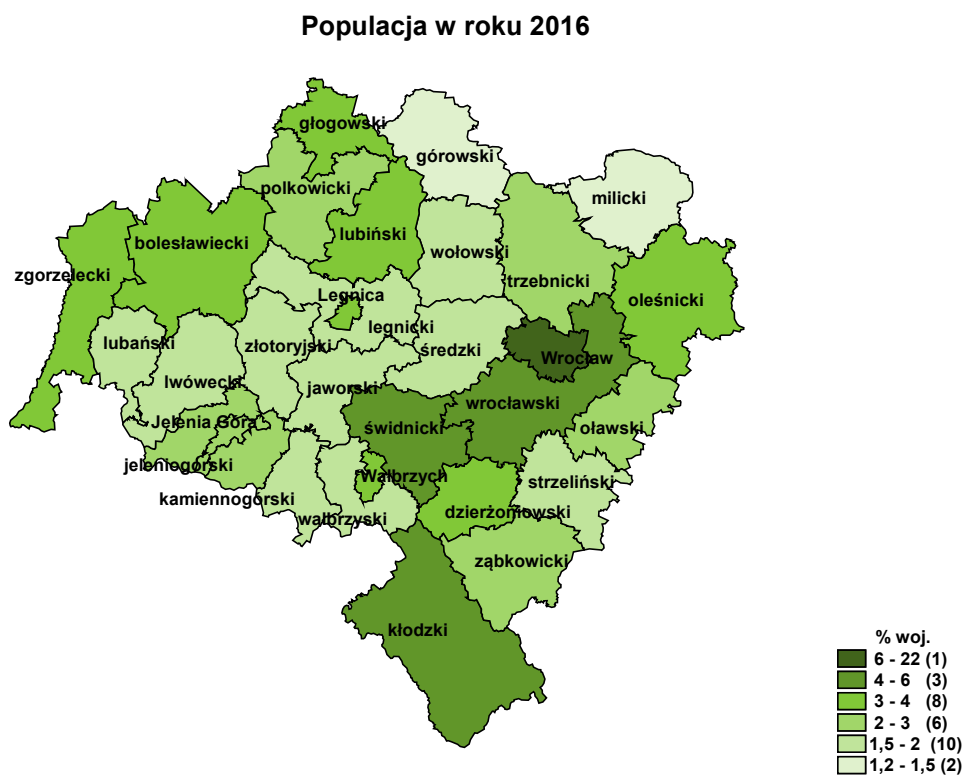 Populacja w roku 2016
głogowski
górowski
milicki
polkowicki
lubiński
bolesławiecki
wołowski
zgorzelecki
trzebnicki
oleśnicki
Legnica
legnicki
lubański
złotoryjski
średzki
Wrocław
lwówecki
jaworski
wrocławski
Jelenia Góra
świdnicki
oławski
jeleniogórski
Wałbrzych
strzeliński
kamiennogórski
wałbrzyski
dzierżoniowski
ząbkowicki
kłodzki
% woj.
6 - 22 (1)
4 - 6 (3)
3 - 4 (8)
2 - 3 (6)
1,5 - 2 (10)
1,2 - 1,5 (2)